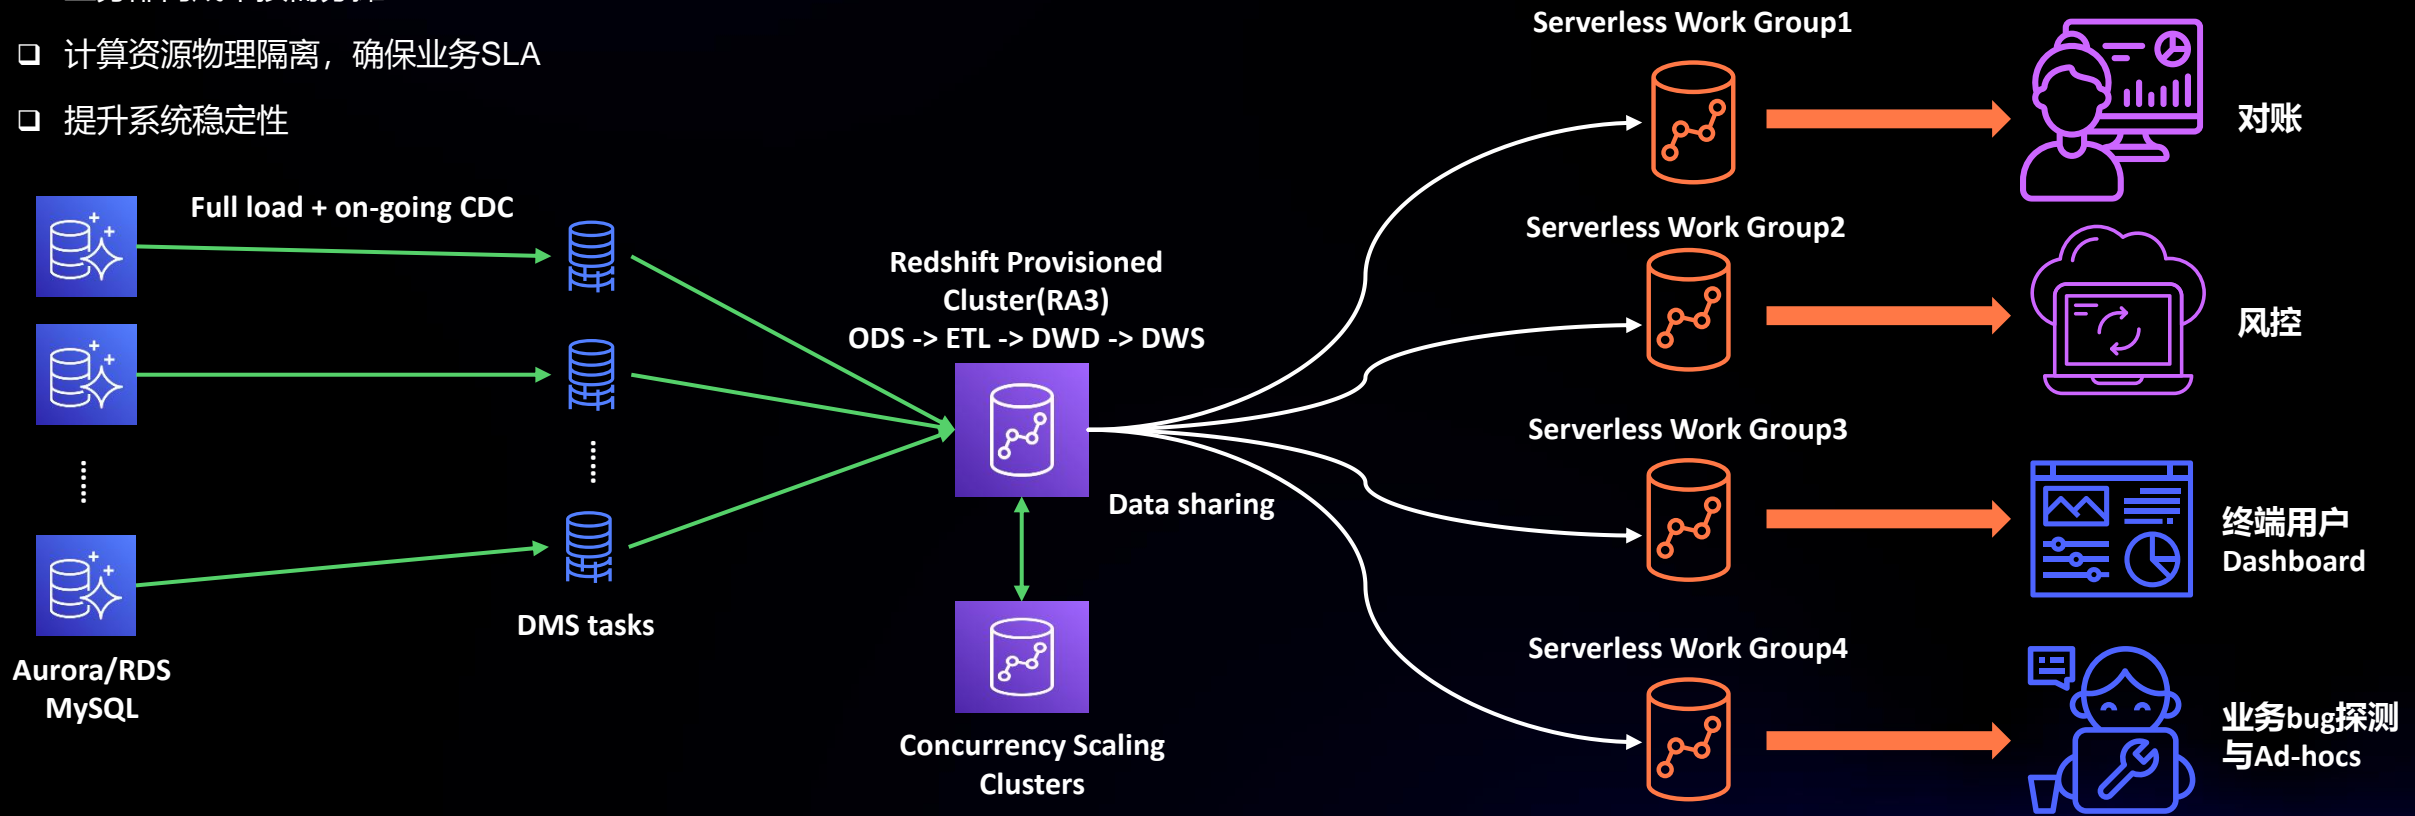 计算资源物理隔离，确保业务SLA
提升系统稳定性
Full load + on-going CDC
Aurora/RDS
MySQL
DMS tasks
Redshift Provisioned
Cluster(RA3)
ODS -> ETL -> DWD -> DWS
Data sharing
Concurrency Scaling
Clusters
Serverless Work Group1
对账
Serverless Work Group2
风控
Serverless Work Group3
终端用户
Dashboard
Serverless Work Group4
业务bug探测
与Ad-hocs